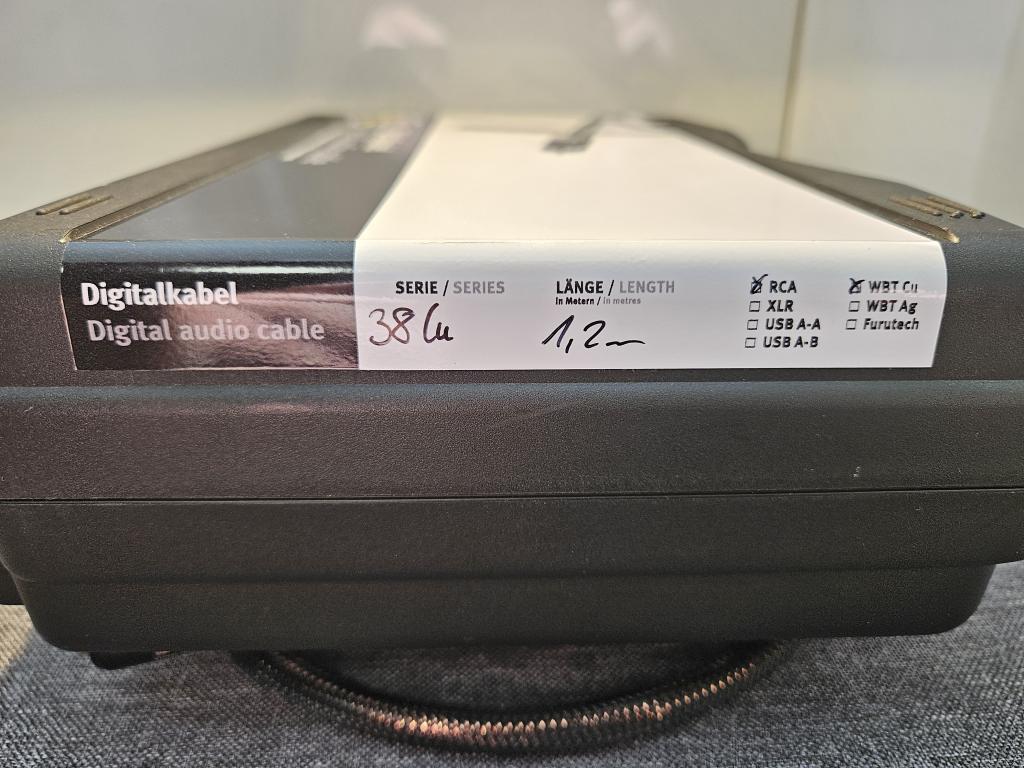 Digitalkabel
Digital audio cable
SERIE / SERIES
38 Cu
LÄNGE / LENGTH
in Metern / in metres
1,2m
RCA
XLR
USB A-A
USB A-B
WBT Cu
WBT Ag
Furutech